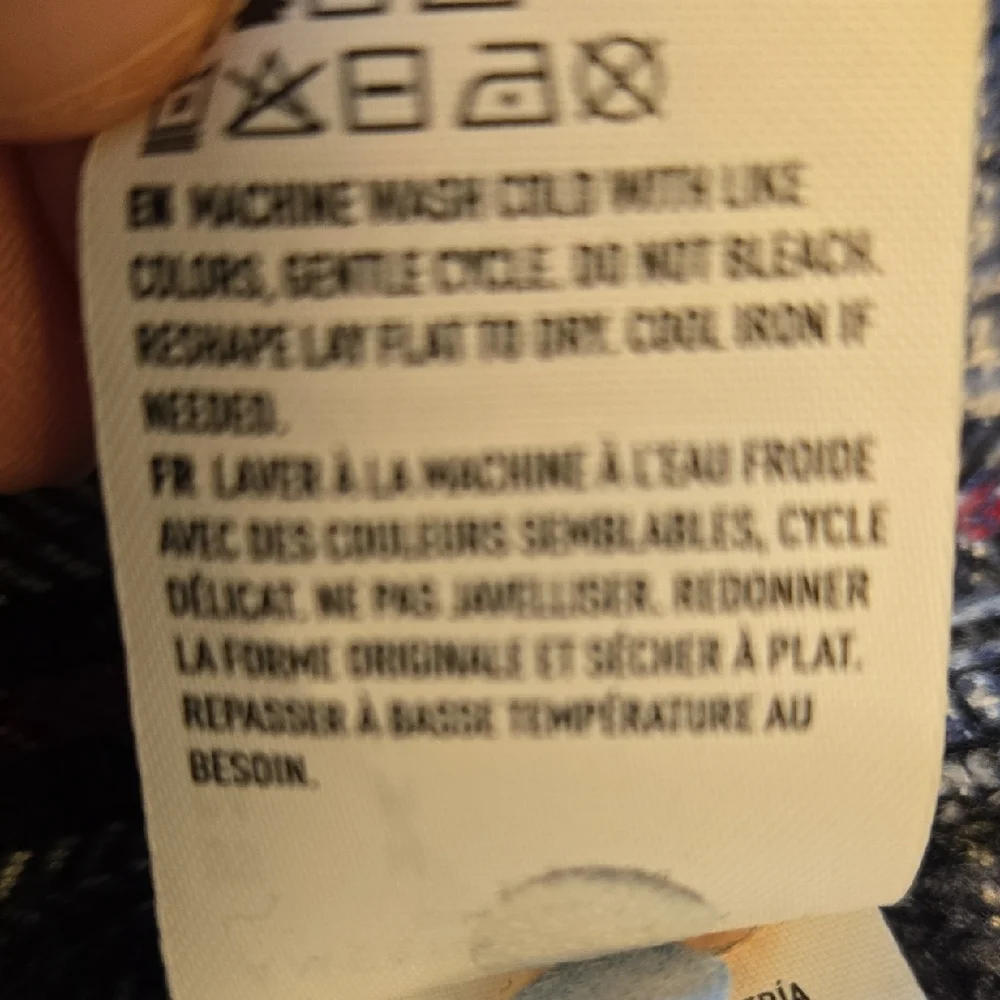 EN MACHINE WASH COLD WITH LIKE
COLORS, GENTLE CYCLE. DO NOT BLEACH.
RESHAPE LAY FLAT TO DRY. COOL IRON IF
NEEDED.
FR LAVER À LA MACHINE À L'EAU FROIDE
AVEC DES COULEURS SEMBLABLES, CYCLE
DÉLICAT. NE PAS JAVELLISER. REDONNER
LA FORME ORIGINALE ET SÉCHER À PLAT.
REPASSER À BASSE TEMPÉRATURE AU
BESOIN.